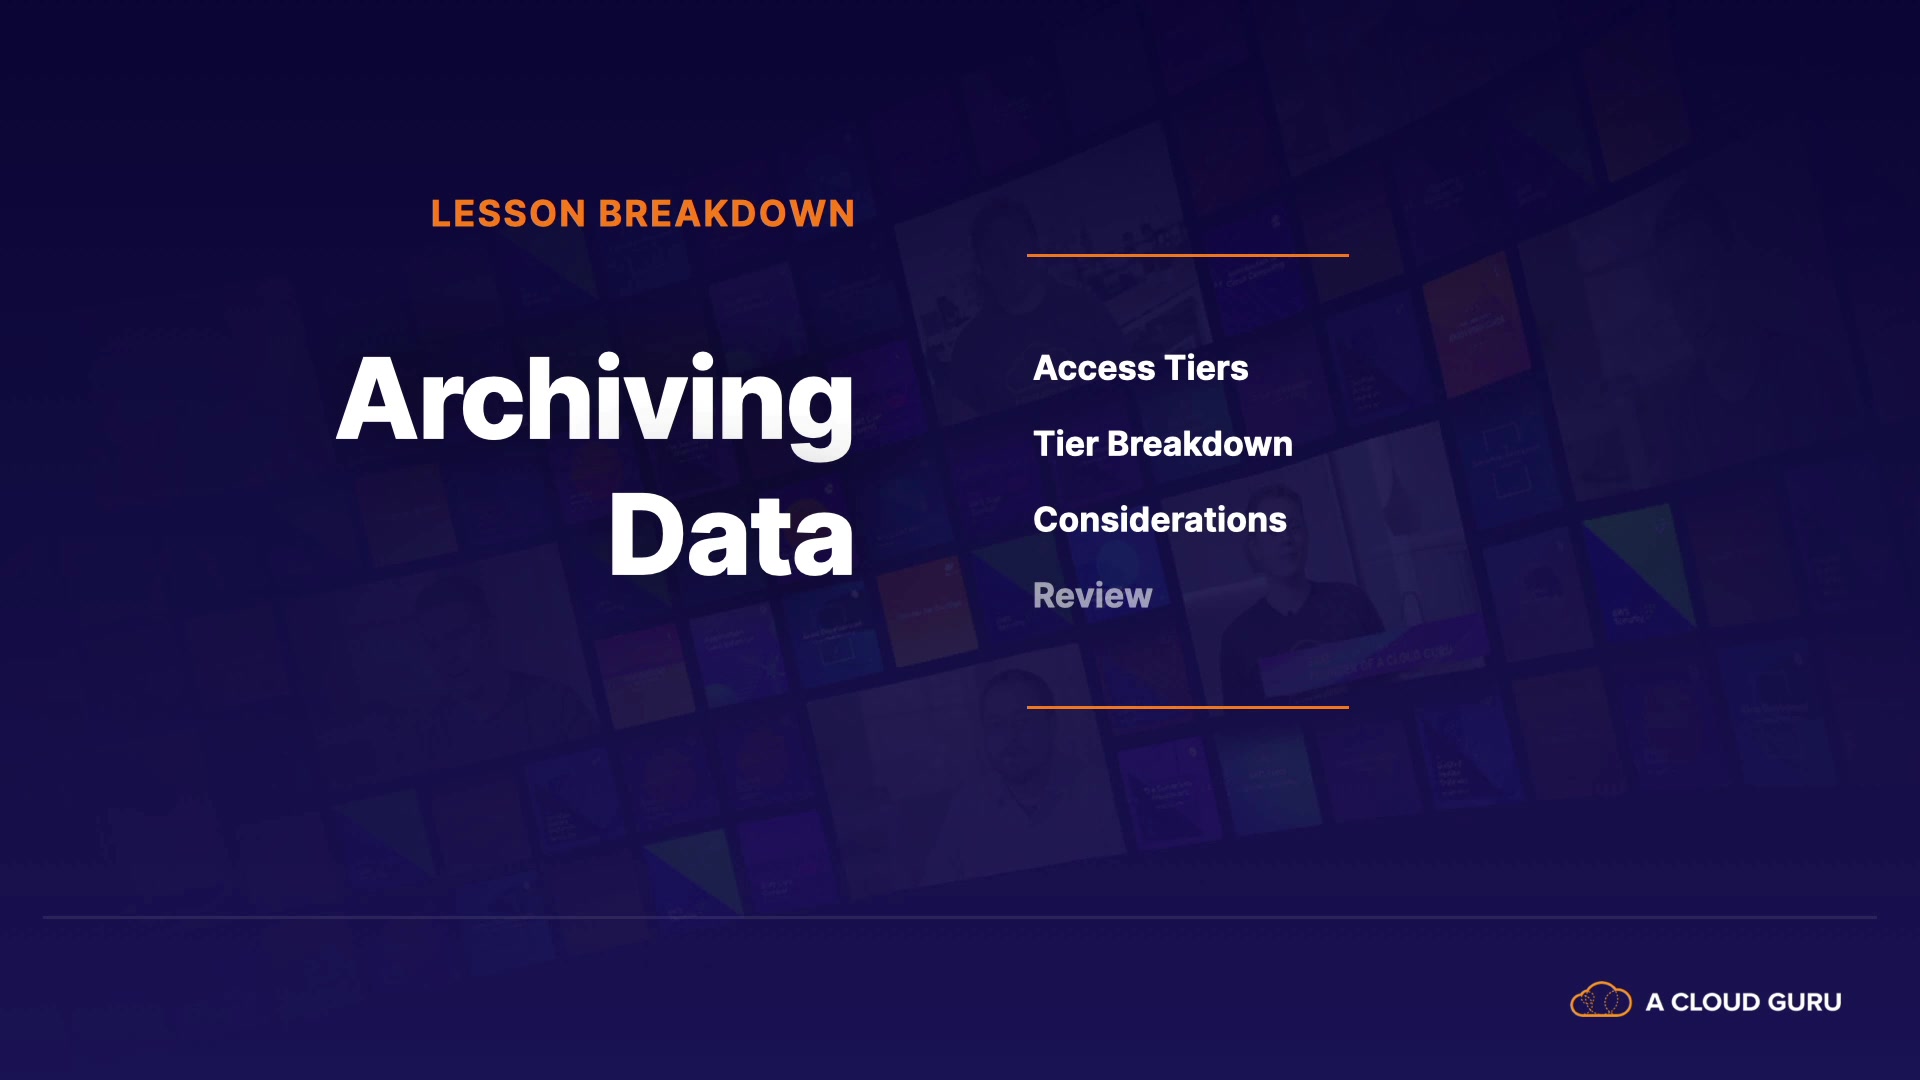 LESSON BREAKDOWN
Archiving
Data
Access Tiers
Tier Breakdown
Considerations
Review
A CLOUD GURU